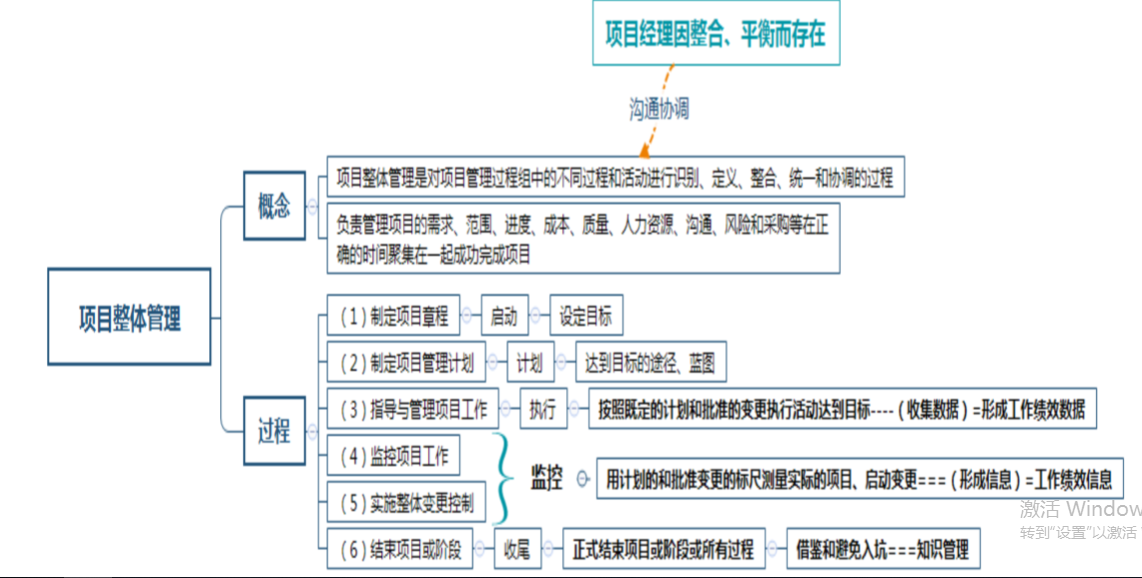 项目经理因整合、平衡而存在
沟通协调
项目整体管理是对项目管理过程组中的不同过程和活动进行识别、定义、整合、统一和协调的过程
概念
负责管理项目的需求、范围、进度、成本、质量、人力资源、沟通、风险和采购等在正
确的时间聚集在一起成功完成项目
项目整体管理
（1）制定项目章程 启动 设定目标
（2）制定项目管理计划 计划 达到目标的途径、蓝图
（3）指导与管理项目工作 执行 按照既定的计划和批准的变更执行活动达到目标----（收集数据）=形成工作绩效数据
过程
（4）监控项目工作
监控 用计划的和批准变更的标尺测量实际的项目、启动变更===（形成信息）=工作绩效信息
（5）实施整体变更控制
（6）结束项目或阶段 收尾 正式结束项目或阶段或所有过程 借鉴和避免入坑===知识管理
激活 Window
转到"设置"以激活